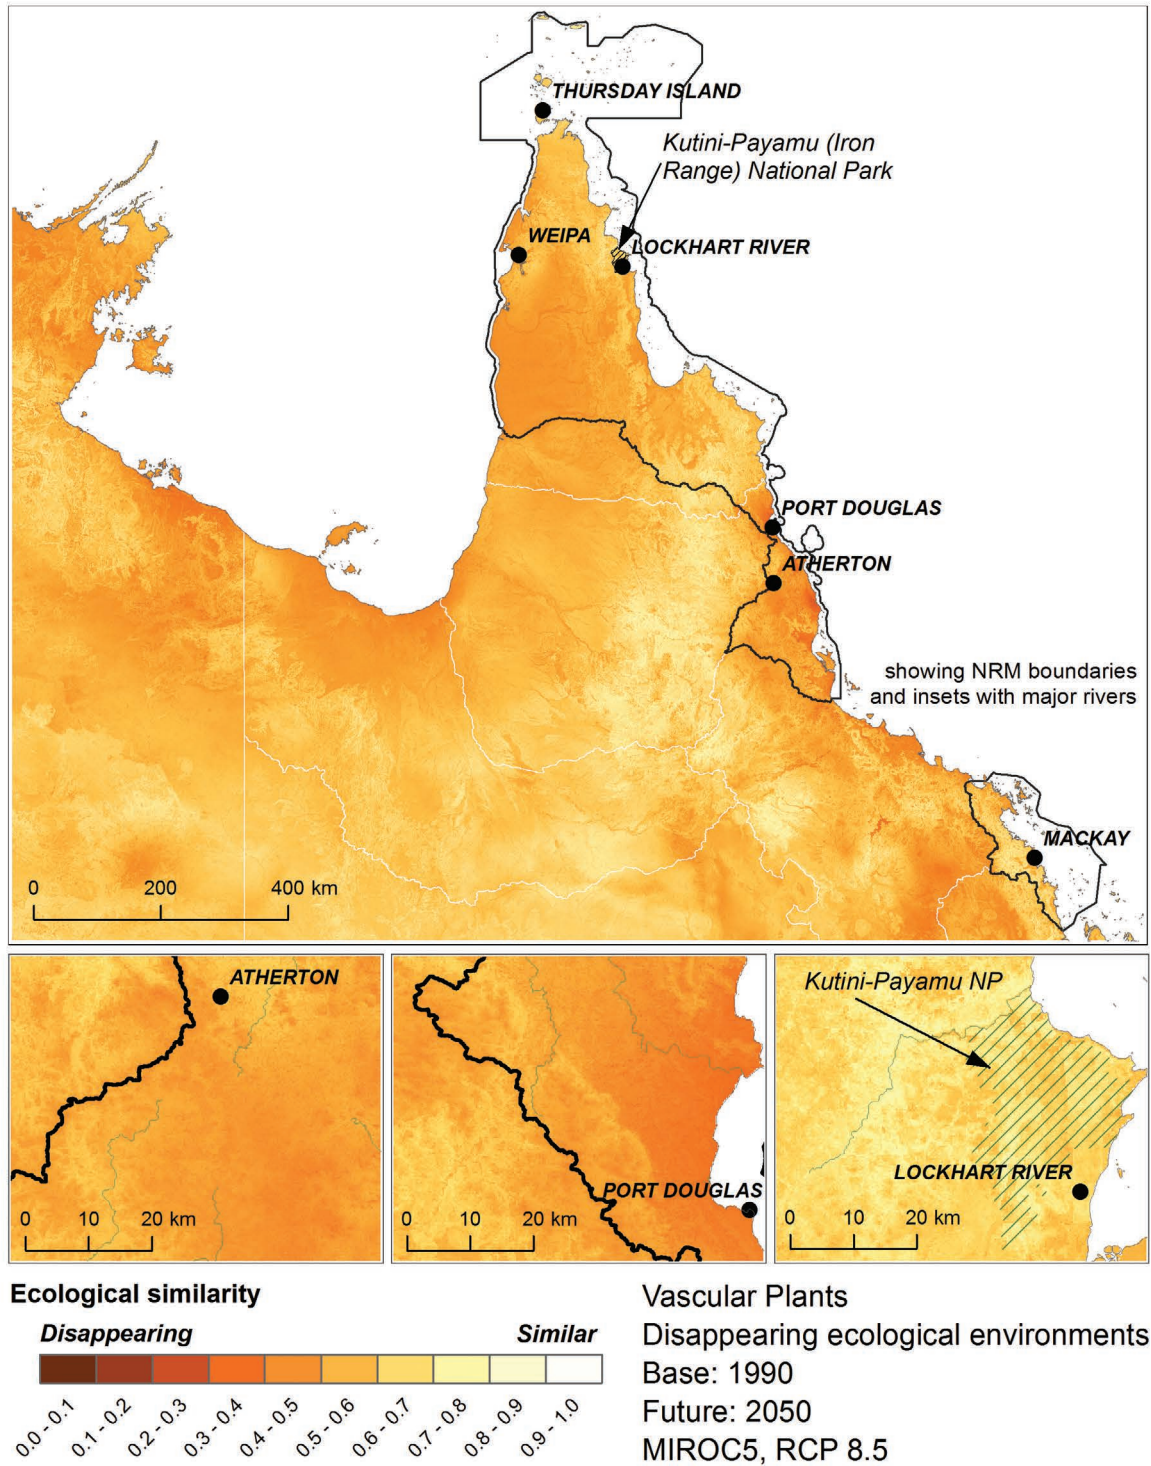 THURSDAY ISLAND
Kutini-Payamu (Iron
Range) National Park
WEIPA
LOCKHART RIVER
PORT DOUGLAS
ATHERTON
showing NRM boundaries
and insets with major rivers
MACKAY
0 200 400 km
ATHERTON
0 10 20 km
PORT DOUGLAS
0 10 20 km
Kutini-Payamu NP
LOCKHART RIVER
0 10 20 km
Ecological similarity
Disappearing Similar
0.0 - 0.1 0.1 - 0.2 0.2 - 0.3 0.3 - 0.4 0.4 - 0.5 0.5 - 0.6 0.6 - 0.7 0.7 - 0.8 0.8 - 0.9 0.9 - 1.0
Vascular Plants
Disappearing ecological environments
Base: 1990
Future: 2050
MIROC5, RCP 8.5